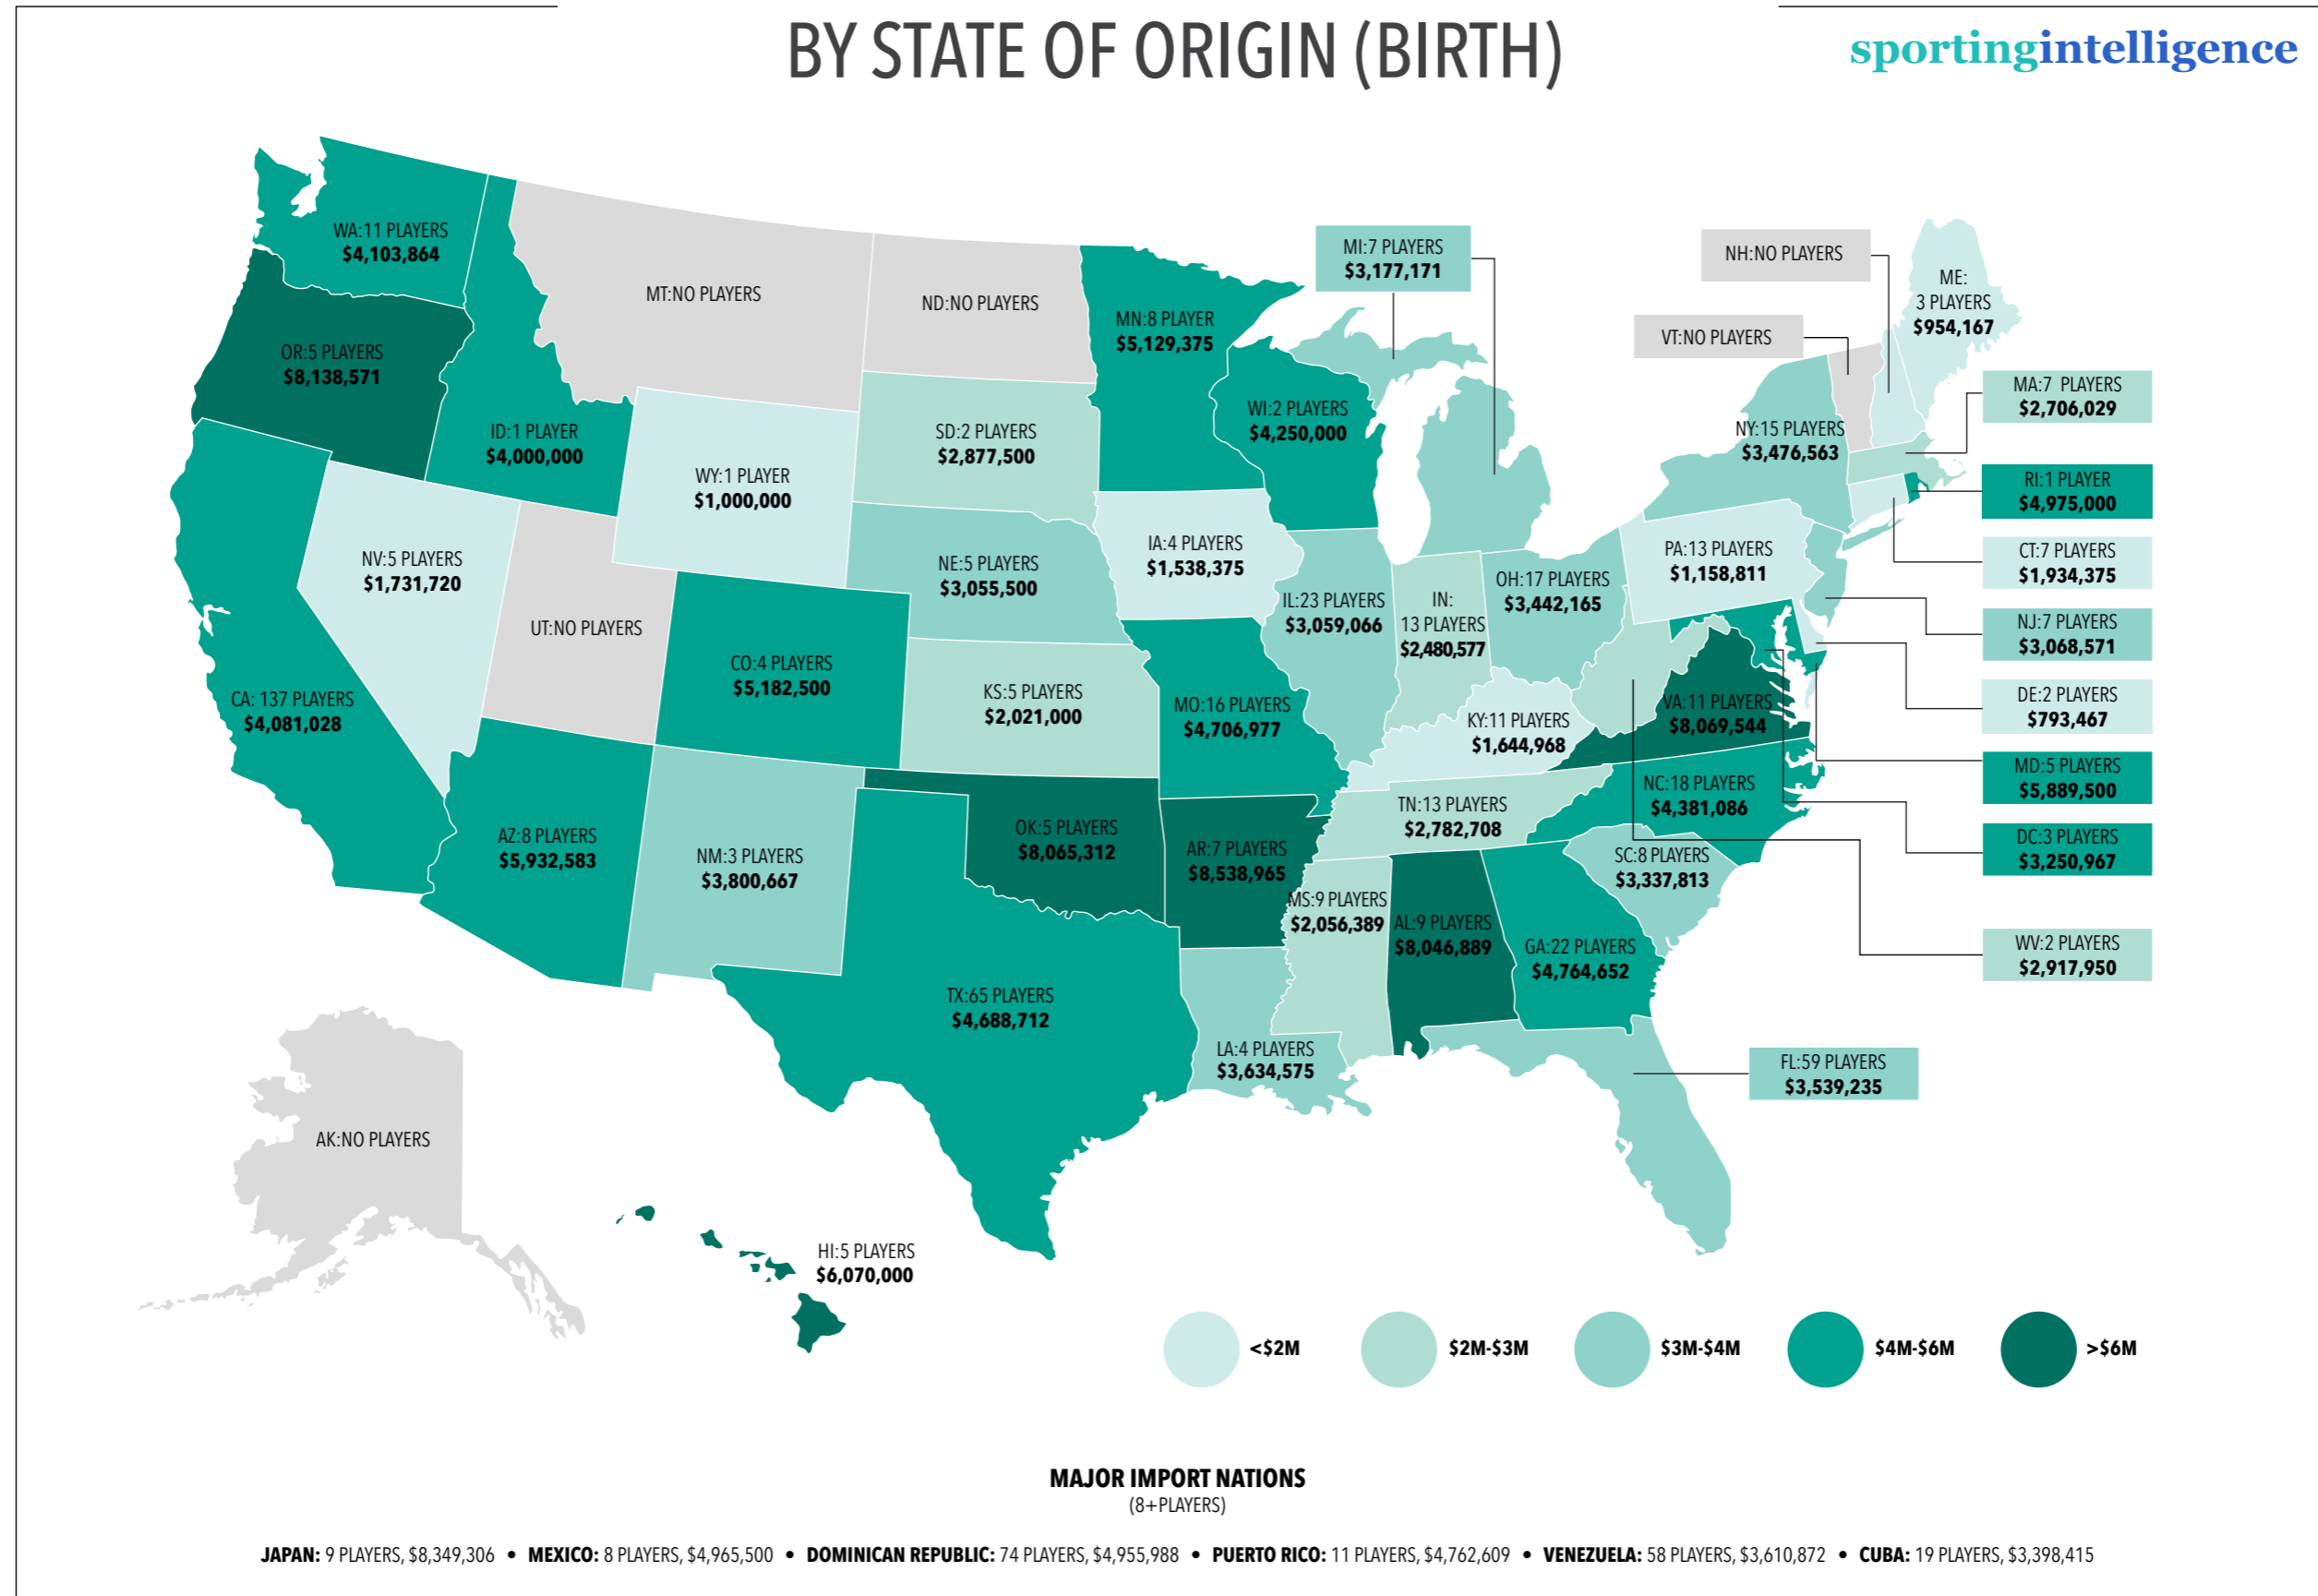 BY STATE OF ORIGIN (BIRTH)
sportingintelligence
WA:11 PLAYERS
$4,103,864
OR:5 PLAYERS
$8,138,571
ID:1 PLAYER
$4,000,000
MT:NO PLAYERS
ND:NO PLAYERS
MN:8 PLAYER
$5,129,375
MI:7 PLAYERS
$3,177,171
NH:NO PLAYERS
VT:NO PLAYERS
ME:
3 PLAYERS
$954,167
MA:7 PLAYERS
$2,706,029
WI:2 PLAYERS
$4,250,000
SD:2 PLAYERS
$2,877,500
WY:1 PLAYER
$1,000,000
NY:15 PLAYERS
$3,476,563
RI:1 PLAYER
$4,975,000
CT:7 PLAYERS
$1,934,375
NV:5 PLAYERS
$1,731,720
UT:NO PLAYERS
NE:5 PLAYERS
$3,055,500
IA:4 PLAYERS
$1,538,375
IL:23 PLAYERS
$3,059,066
IN:
13 PLAYERS
$2,480,577
OH:17 PLAYERS
$3,442,165
PA:13 PLAYERS
$1,158,811
NJ:7 PLAYERS
$3,068,571
DE:2 PLAYERS
$793,467
CA: 137 PLAYERS
$4,081,028
CO:4 PLAYERS
$5,182,500
KS:5 PLAYERS
$2,021,000
MO:16 PLAYERS
$4,706,977
KY:11 PLAYERS
$1,644,968
VA:11 PLAYERS
$8,069,544
MD:5 PLAYERS
$5,889,500
AZ:8 PLAYERS
$5,932,583
NM:3 PLAYERS
$3,800,667
OK:5 PLAYERS
$8,065,312
AR:7 PLAYERS
$8,538,965
TN:13 PLAYERS
$2,782,708
NC:18 PLAYERS
$4,381,086
DC:3 PLAYERS
$3,250,967
SC:8 PLAYERS
$3,337,813
MS:9 PLAYERS
$2,056,389
AL:9 PLAYERS
$8,046,889
GA:22 PLAYERS
$4,764,652
WV:2 PLAYERS
$2,917,950
TX:65 PLAYERS
$4,688,712
LA:4 PLAYERS
$3,634,575
FL:59 PLAYERS
$3,539,235
AK:NO PLAYERS
HI:5 PLAYERS
$6,070,000
<$2M
$2M-$3M
$3M-$4M
$4M-$6M
>$6M
MAJOR IMPORT NATIONS
(8+PLAYERS)
JAPAN: 9 PLAYERS, $8,349,306 • MEXICO: 8 PLAYERS, $4,965,500 • DOMINICAN REPUBLIC: 74 PLAYERS, $4,955,988 • PUERTO RICO: 11 PLAYERS, $4,762,609 • VENEZUELA: 58 PLAYERS, $3,610,872 • CUBA: 19 PLAYERS, $3,398,415